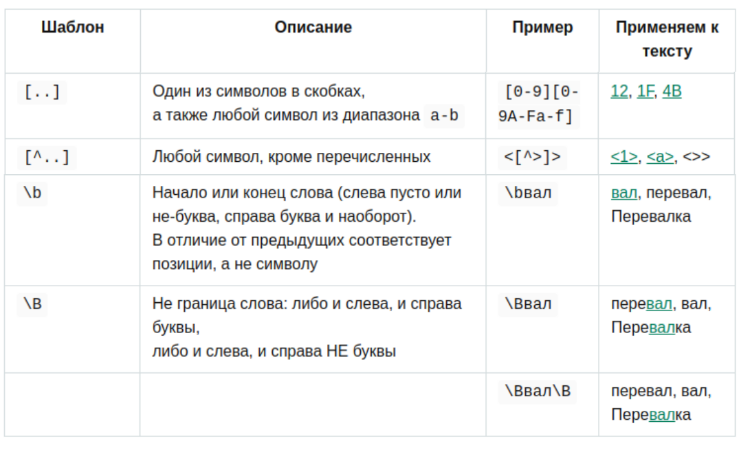 Шаблон Описание Пример Применяем к
тексту
[..] Один из символов в скобках, [0-9][0- 12, 1F, 4B
а также любой символ из диапазона a-b 9A-Fa-f]
[^..] Любой символ, кроме перечисленных <[^>]> <1>, <a>, <>>
\b Начало или конец слова (слева пусто или \bвал вал, перевал,
не-буква, справа буква и наоборот). Перевалка
В отличие от предыдущих соответствует
позиции, а не символу
\B Не граница слова: либо и слева, и справа \Bвал перевал, вал,
буквы, Перевалка
либо и слева, и справа НЕ буквы
\Bвал\B перевал, вал,
Перевалка